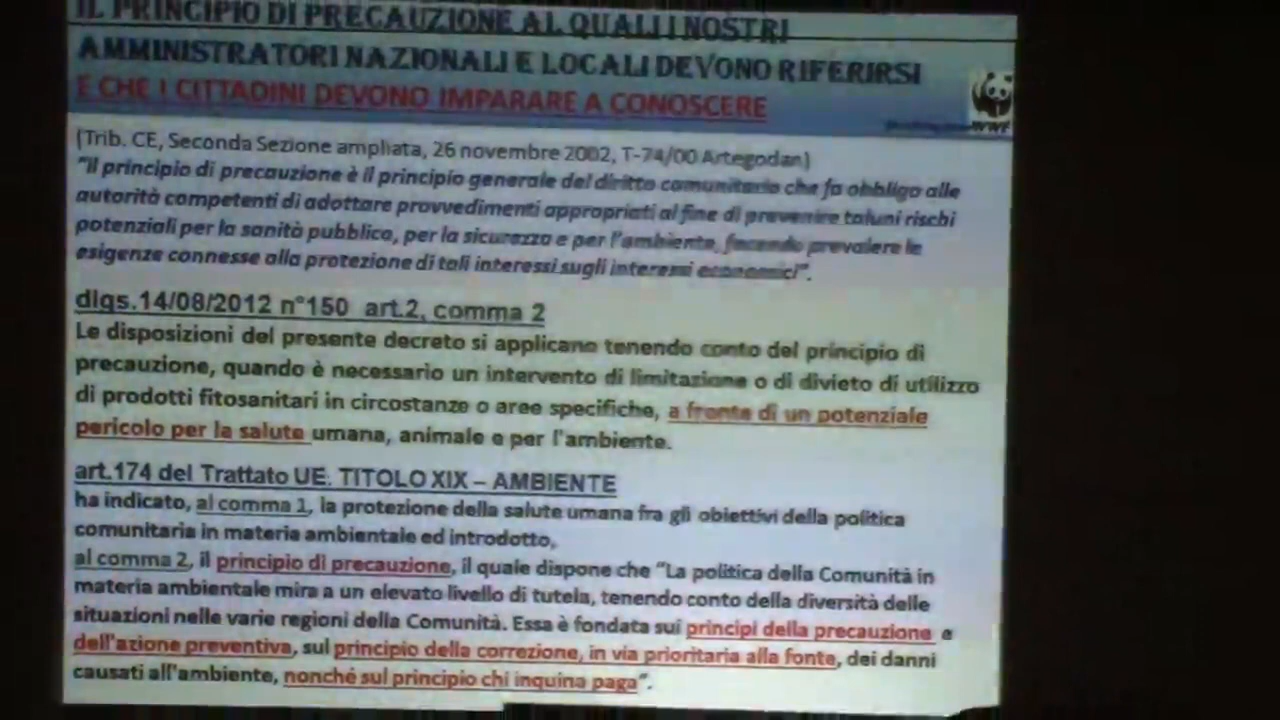 IL PRINCIPIO DI PRECAUZIONE AL QUALI I NOSTRI
AMMINISTRATORI NAZIONALI E LOCALI DEVONO RIFERIRSI
E CHE I CITTADINI DEVONO IMPARARE A CONOSCERE
WWF
(Trib. CE, Seconda Sezione ampliata, 26 novembre 2002, T-74/00 Artegodan)
"il principio di precauzione è il principio generale del diritto comunitario che fa obbligo alle
autorità competenti di adottare provvedimenti appropriati al fine di prevenire taluni rischi
potenziali per la sanità pubblica, per la sicurezza e per l'ambiente, facendo prevalere le
esigenze connesse alla protezione di tali interessi sugli interessi economici".
dlgs.14/08/2012 n°150 art.2, comma 2
Le disposizioni del presente decreto si applicano tenendo conto del principio di
precauzione, quando è necessario un intervento di limitazione o di divieto di utilizzo
di prodotti fitosanitari in circostanze o aree specifiche, a fronte di un potenziale
pericolo per la salute umana, animale e per l'ambiente.
art.174 del Trattato UE, TITOLO XIX – AMBIENTE
ha indicato, al comma 1, la protezione della salute umana fra gli obiettivi della politica
comunitaria in materia ambientale ed introdotto,
al comma 2, il principio di precauzione, il quale dispone che "La politica della Comunità in
materia ambientale mira a un elevato livello di tutela, tenendo conto della diversità delle
situazioni nelle varie regioni della Comunità. Essa è fondata sui principi della precauzione e
dell'azione preventiva, sul principio della correzione, in via prioritaria alla fonte, dei danni
causati all'ambiente, nonché sul principio chi inquina paga".